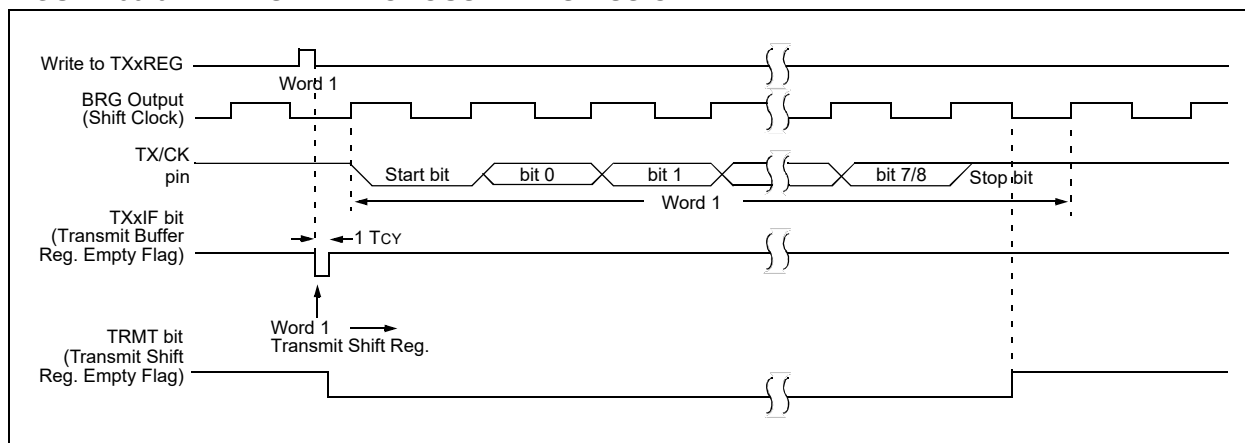 Write to TXxREG
Word 1
BRG Output
(Shift Clock)
TX/CK
pin
Start bit
bit 0
bit 1
bit 7/8
Stop bit
Word 1
TXxIF bit
(Transmit Buffer
Reg. Empty Flag)
1 TCY
Word 1
Transmit Shift Reg.
TRMT bit
(Transmit Shift
Reg. Empty Flag)